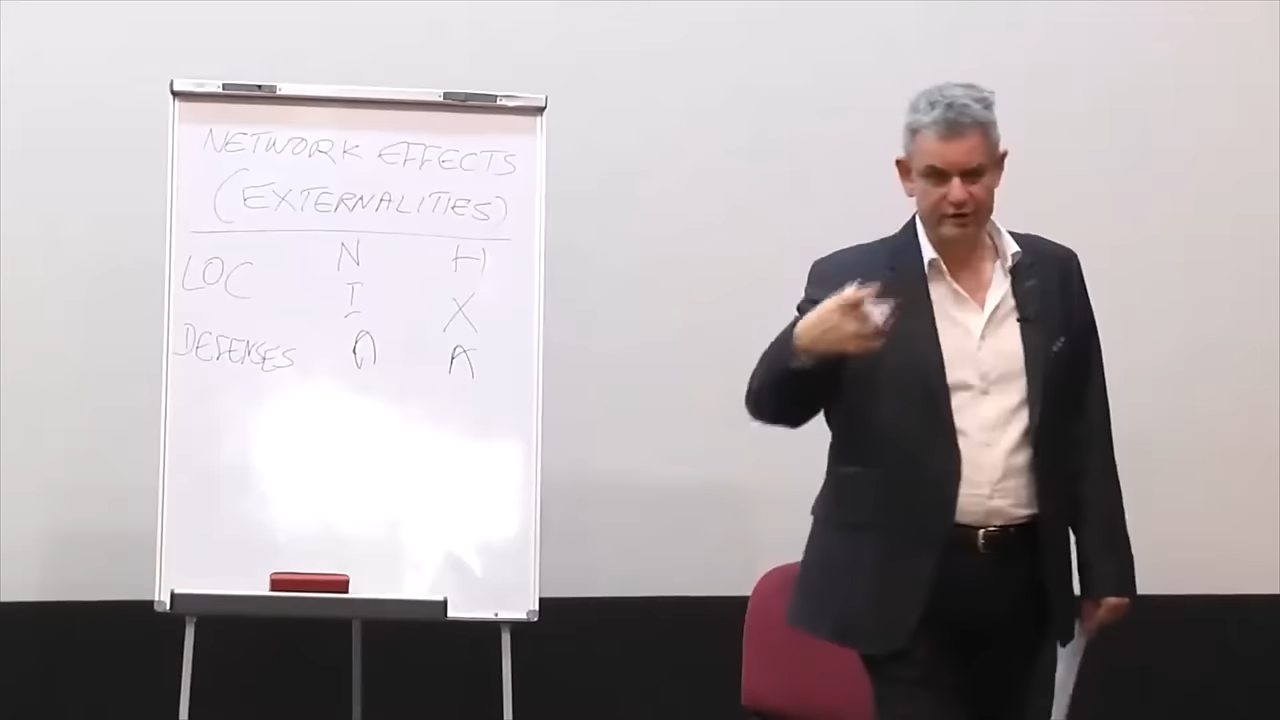 NETWORK EFFECTS
(EXTERNALITIES)
LOC N H
I X
DEFENSES A A